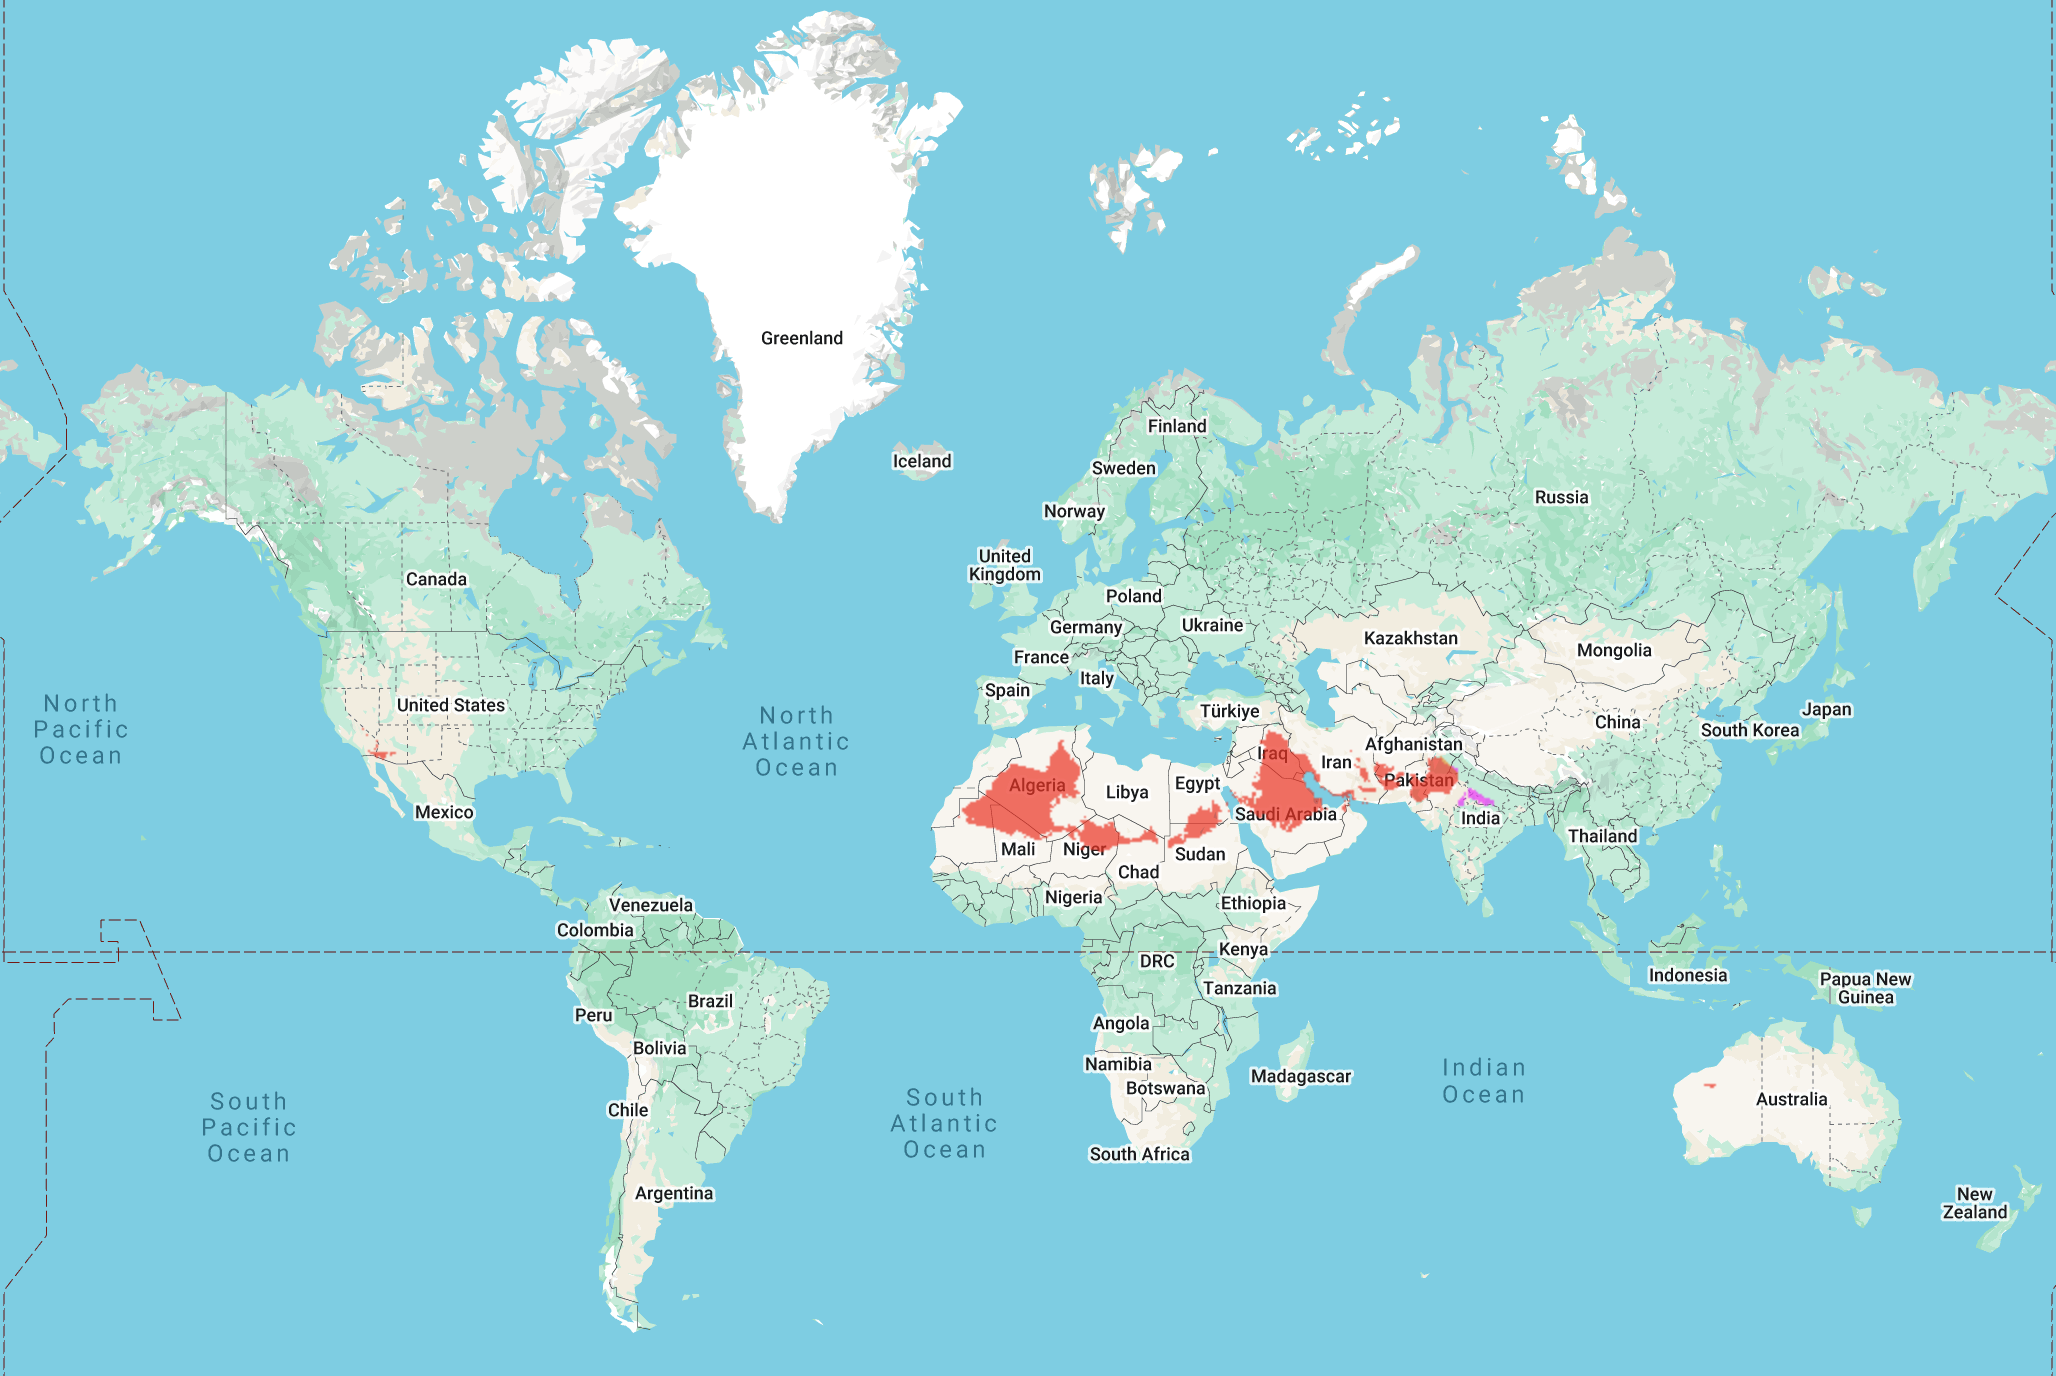 Greenland
Finland
Iceland
Sweden
Russia
Norway
United
Kingdom
Canada
Poland
Germany
Ukraine
Kazakhstan
Mongolia
France
Italy
Spain
United States
North
Pacific
Ocean
North
Atlantic
Ocean
Türkiye
China
Japan
South Korea
Afghanistan
Iraq
Iran
Pakistan
Algeria
Libya
Egypt
Mexico
Saudi Arabia
India
Thailand
Mali
Niger
Sudan
Chad
Nigeria
Ethiopia
Venezuela
Colombia
Kenya
DRC
Indonesia
Papua New
Guinea
Tanzania
Brazil
Peru
Angola
Bolivia
Namibia
Botswana
Madagascar
Indian
Ocean
Australia
South
Pacific
Ocean
Chile
South
Atlantic
Ocean
South Africa
Argentina
New
Zealand